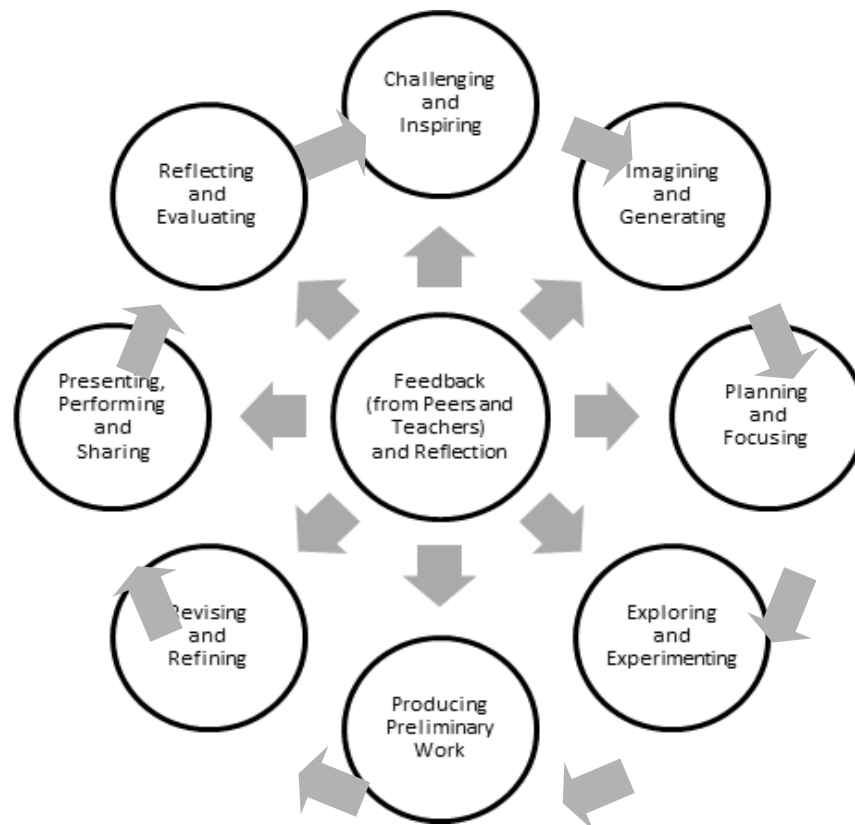 Challenging
and
Inspiring
Imagining
and
Generating
Planning
and
Focusing
Exploring
and
Experimenting
Producing
Preliminary
Work
Revising
and
Refining
Presenting,
Performing
and
Sharing
Reflecting
and
Evaluating
Feedback
(from Peers and
Teachers)
and Reflection